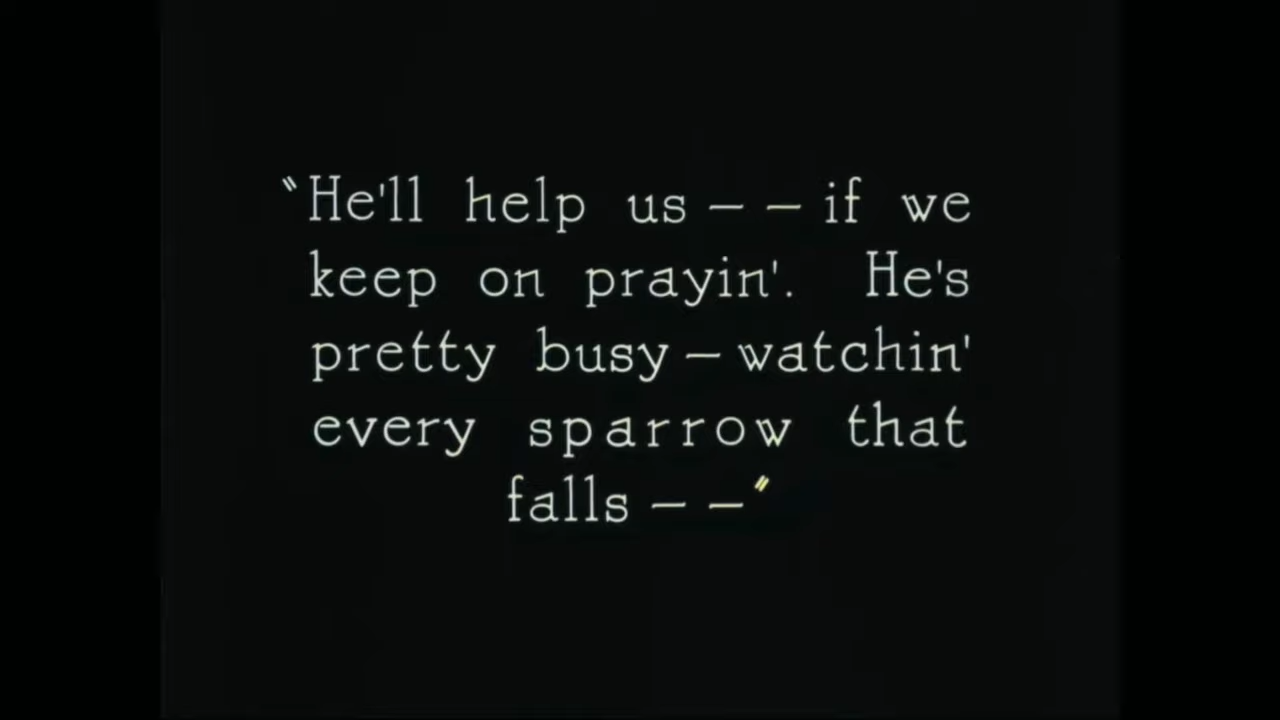 "He'll help us – – if we
keep on prayin'. He's
pretty busy – watchin'
every sparrow that
falls – –"